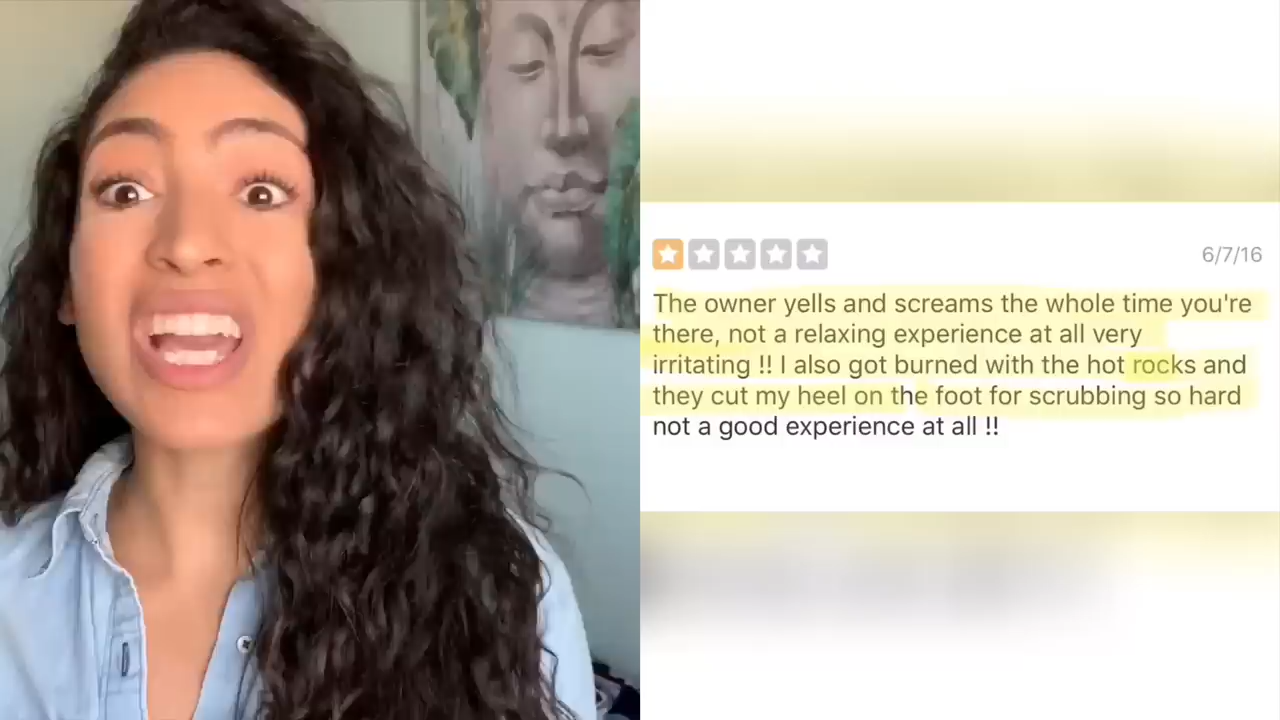 6/7/16
The owner yells and screams the whole time you're
there, not a relaxing experience at all very
irritating !! I also got burned with the hot rocks and
they cut my heel on the foot for scrubbing so hard
not a good experience at all !!